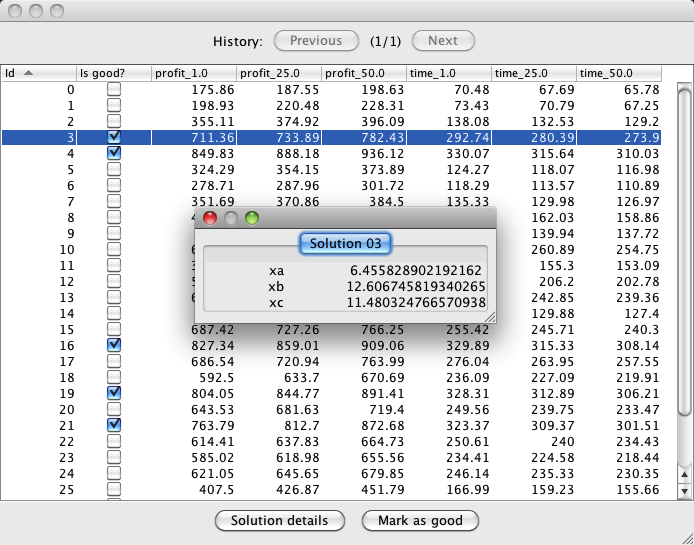 History: Previous (1/1) Next
Id Is good? profit_1.0 profit_25.0 profit_50.0 time_1.0 time_25.0 time_50.0
0 175.86 187.55 198.63 70.48 67.69 65.78
1 198.93 220.48 228.31 73.43 70.79 67.25
2 355.11 374.92 396.09 138.08 132.53 129.2
3 711.36 733.89 782.43 292.74 280.39 273.9
4 849.83 888.18 936.12 330.07 315.64 310.03
5 324.29 354.15 373.89 124.27 118.07 116.98
6 278.71 287.96 301.72 118.29 113.57 110.89
7 351.69 370.86 384.5 135.33 129.98 126.97
8 162.03 158.86
9 139.94 137.72
10 260.89 254.75
11 155.3 153.09
12 206.2 202.78
13 242.85 239.36
14 129.88 127.4
15 687.42 727.26 766.25 255.42 245.71 240.3
16 827.34 859.01 909.06 329.89 315.33 308.14
17 686.54 720.94 763.99 276.04 263.95 257.55
18 592.5 633.7 670.69 236.09 227.09 219.91
19 804.05 844.77 891.41 328.31 312.89 306.21
20 643.53 681.63 719.4 249.56 239.75 233.47
21 763.79 812.7 872.68 323.37 309.37 301.51
22 614.41 637.83 664.73 250.61 240 234.43
23 585.02 618.98 655.56 234.41 224.58 218.44
24 621.05 645.65 679.85 246.14 235.33 230.35
25 407.5 426.87 451.79 166.99 159.23 155.66
Solution 03
xa 6.455828902192162
xb 12.606745819340265
xc 11.480324766570938
Solution details Mark as good